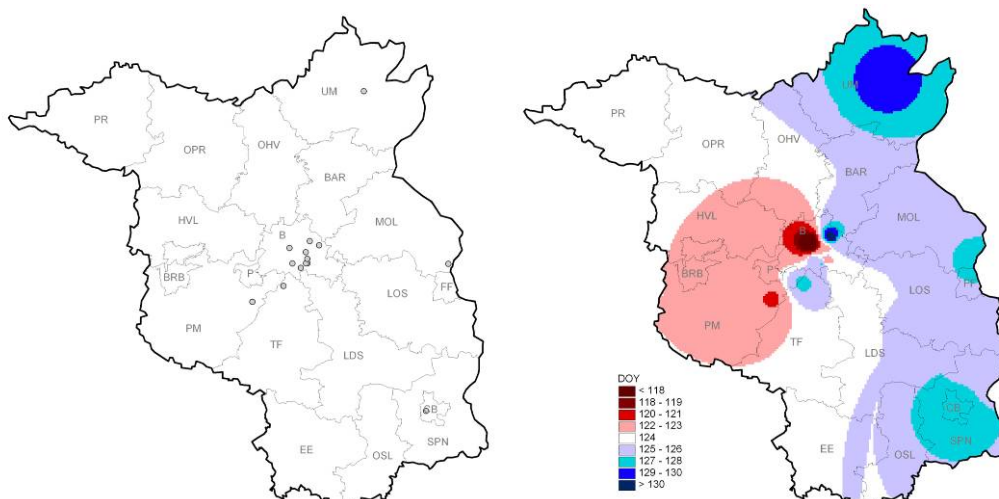 UM
PR
OPR
OHV
BAR
HVL
B
MOL
BRB
P
FF
PM
LOS
TF
LDS
CB
EE
OSL
SPN
UM
PR
OPR
OHV
BAR
HVL
B
MOL
BRB
P
FF
PM
LOS
TF
LDS
CB
EE
OSL
SPN
DOY
< 118
118 - 119
120 - 121
122 - 123
124
125 - 126
127 - 128
129 - 130
> 130